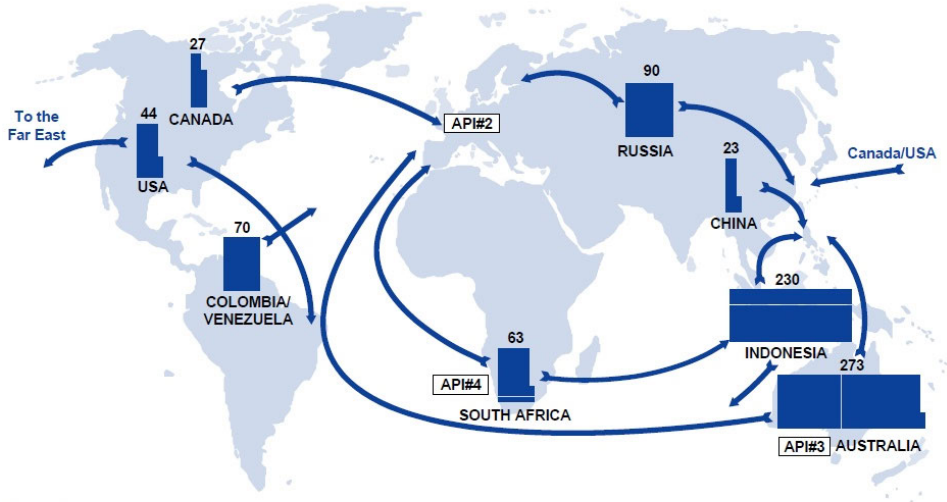 27
CANADA
To the
Far East
44
USA
API#2
90
RUSSIA
23
CHINA
Canada/USA
70
COLOMBIA/
VENEZUELA
230
INDONESIA
63
API#4
SOUTH AFRICA
273
API#3
AUSTRALIA